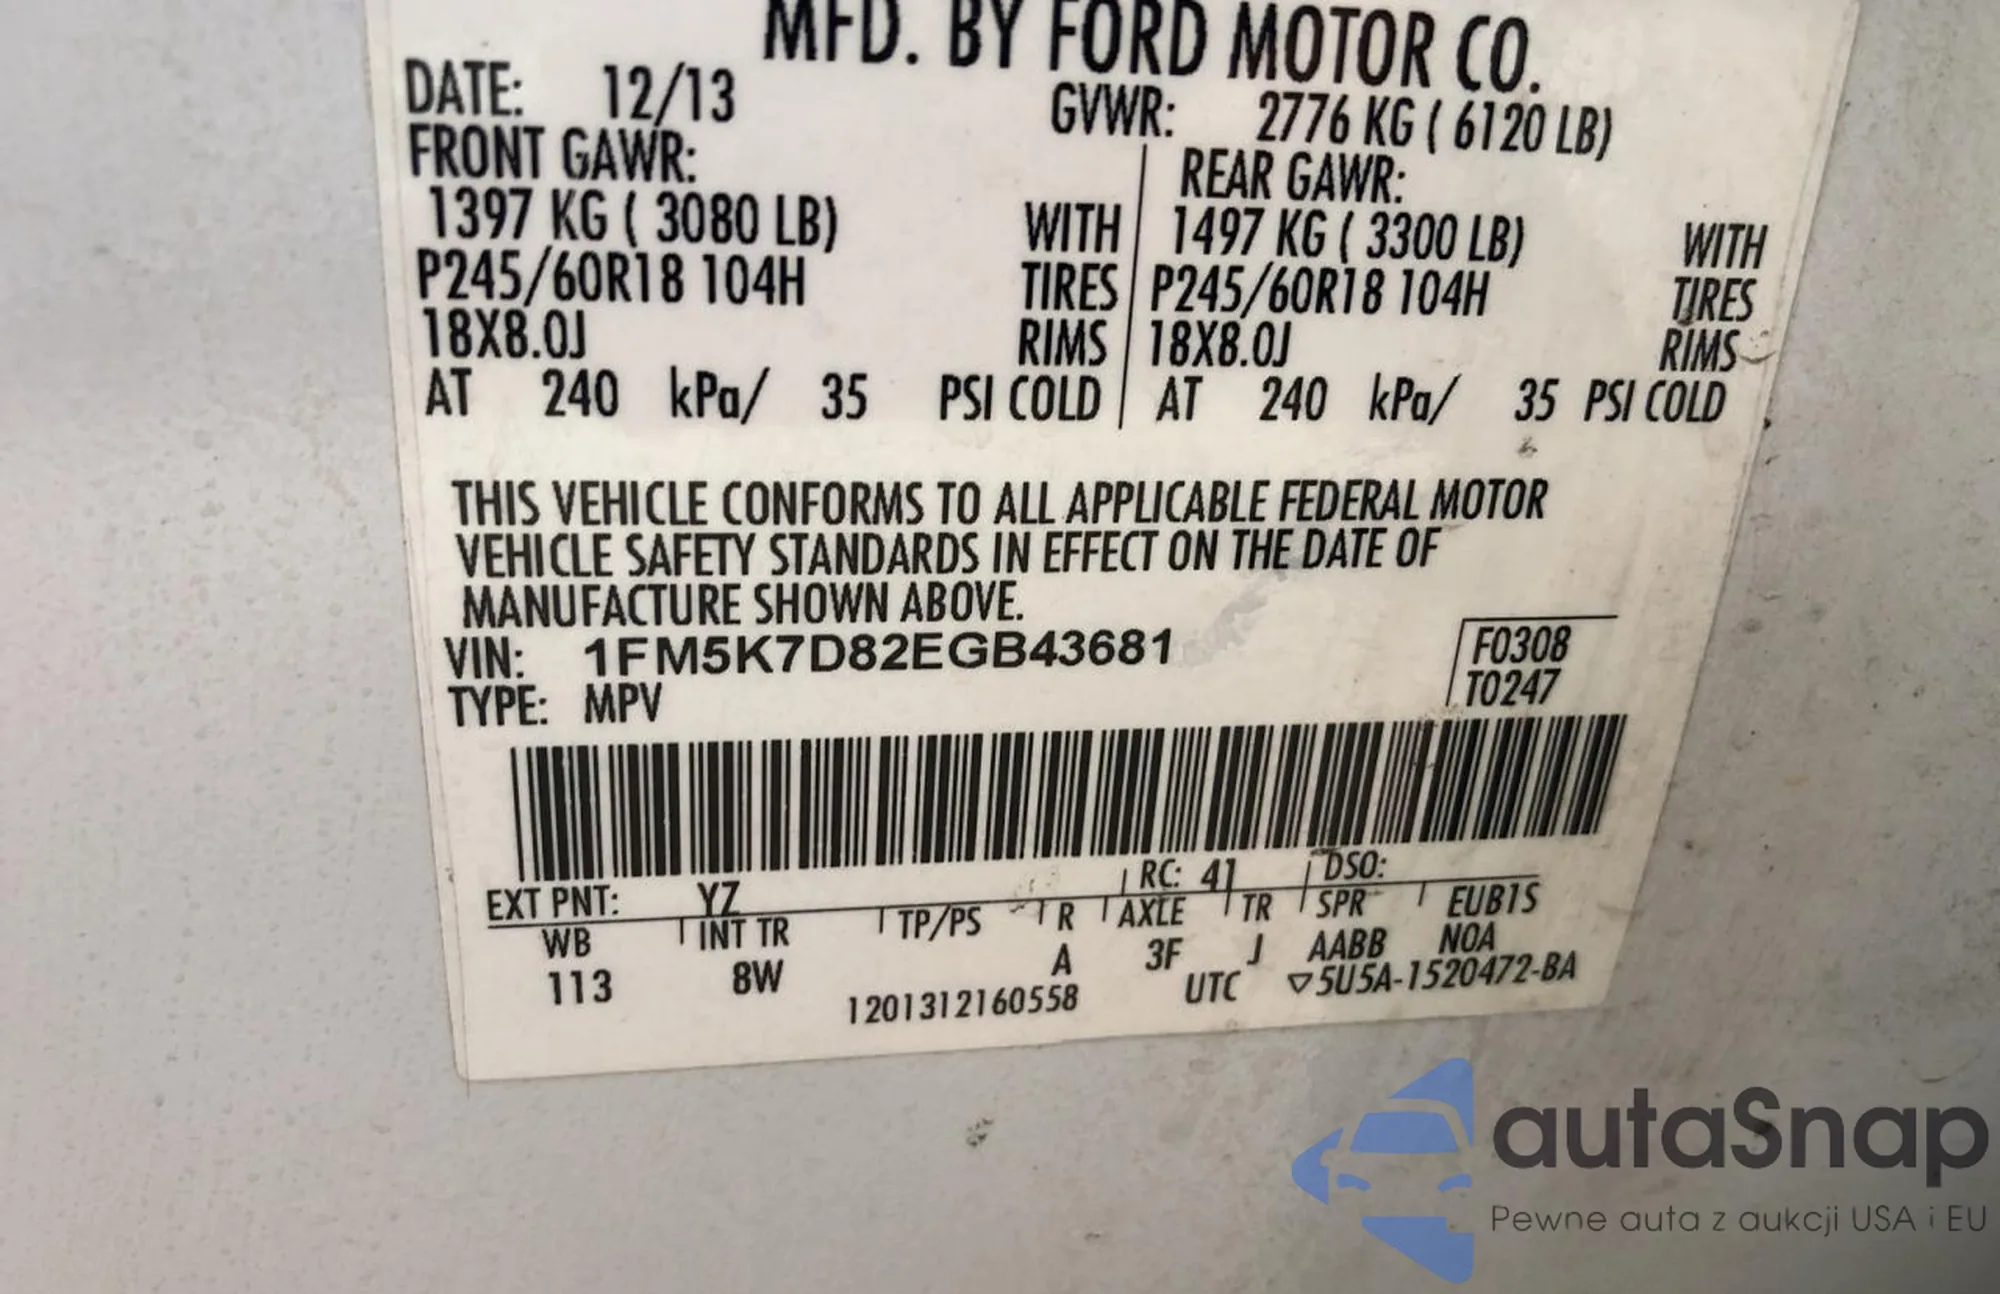 MFD. BY FORD MOTOR CO.
DATE: 12/13 GVWR: 2776 KG ( 6120 LB)
FRONT GAWR: REAR GAWR:
1397 KG ( 3080 LB) WITH 1497 KG ( 3300 LB) WITH
P245/60R18 104H TIRES P245/60R18 104H TIRES
18X8.0J RIMS 18X8.0J RIMS
AT 240 kPa/ 35 PSI COLD AT 240 kPa/ 35 PSI COLD
THIS VEHICLE CONFORMS TO ALL APPLICABLE FEDERAL MOTOR
VEHICLE SAFETY STANDARDS IN EFFECT ON THE DATE OF
MANUFACTURE SHOWN ABOVE.
VIN: 1FM5K7D82EGB43681 F0308
TYPE: MPV T0247
EXT PNT: YZ RC: 41 DSO:
WB INT TR TP/PS R AXLE TR SPR EUB1S
113 8W A 3F J AABB NOA
1201312160558 UTC ▽5U5A-1520472-BA
autaSnap
Pewne auta z aukcji USA i EU